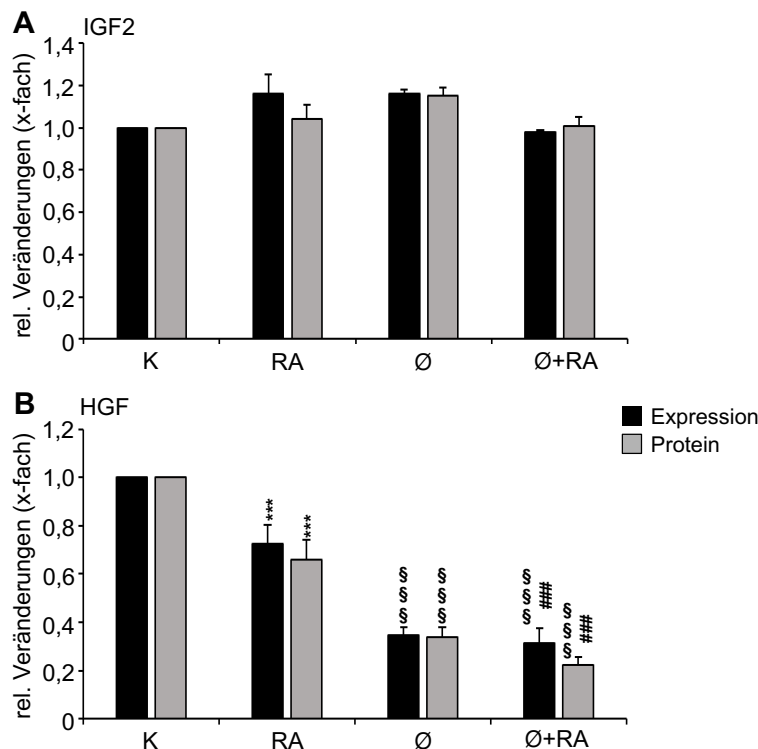 A
IGF2
rel. Veränderungen (x-fach)
1,4
1,2
1,0
0,8
0,6
0,4
0,2
0
K RA Ø Ø+RA
B
HGF
Expression
Protein
rel. Veränderungen (x-fach)
1,2
1,0
0,8
0,6
0,4
0,2
0
*** ***
§§§ §§§
§§§ ### §§§ ###
K RA Ø Ø+RA